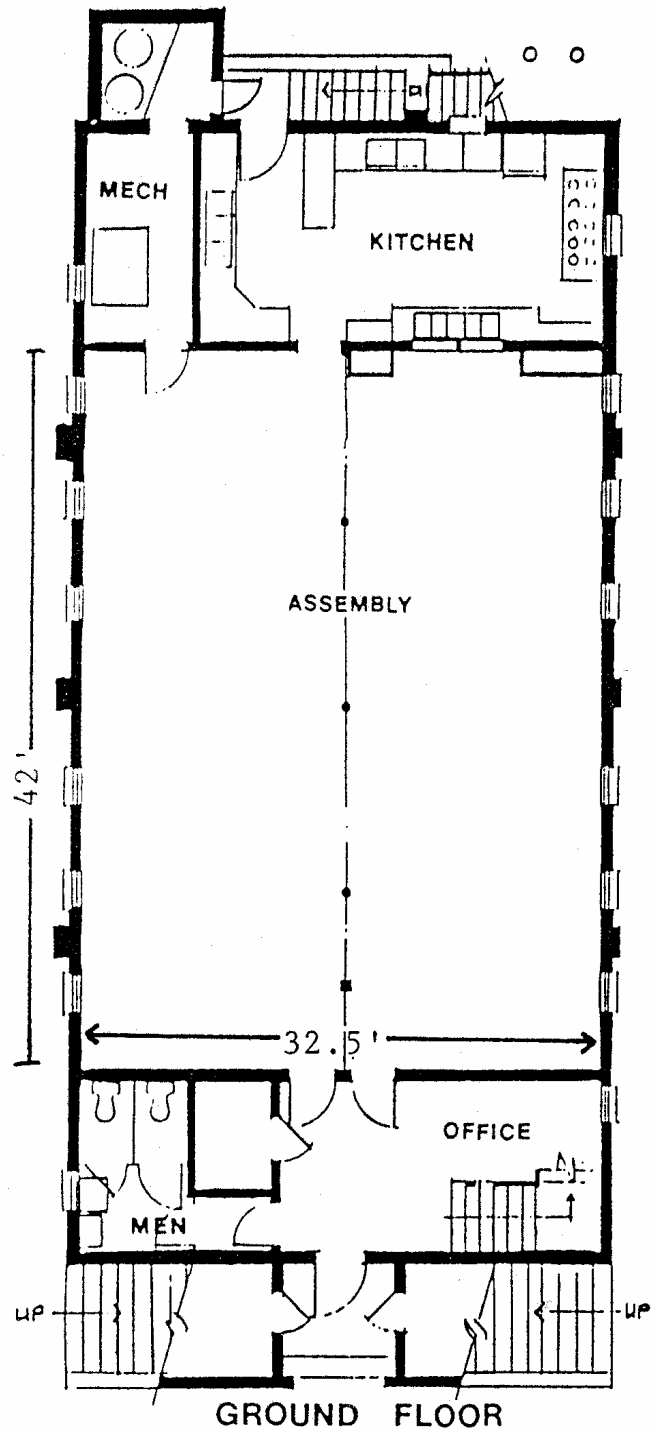 MECH
KITCHEN
ASSEMBLY
42'
32.5'
OFFICE
MEN
UP
UP
GROUND FLOOR